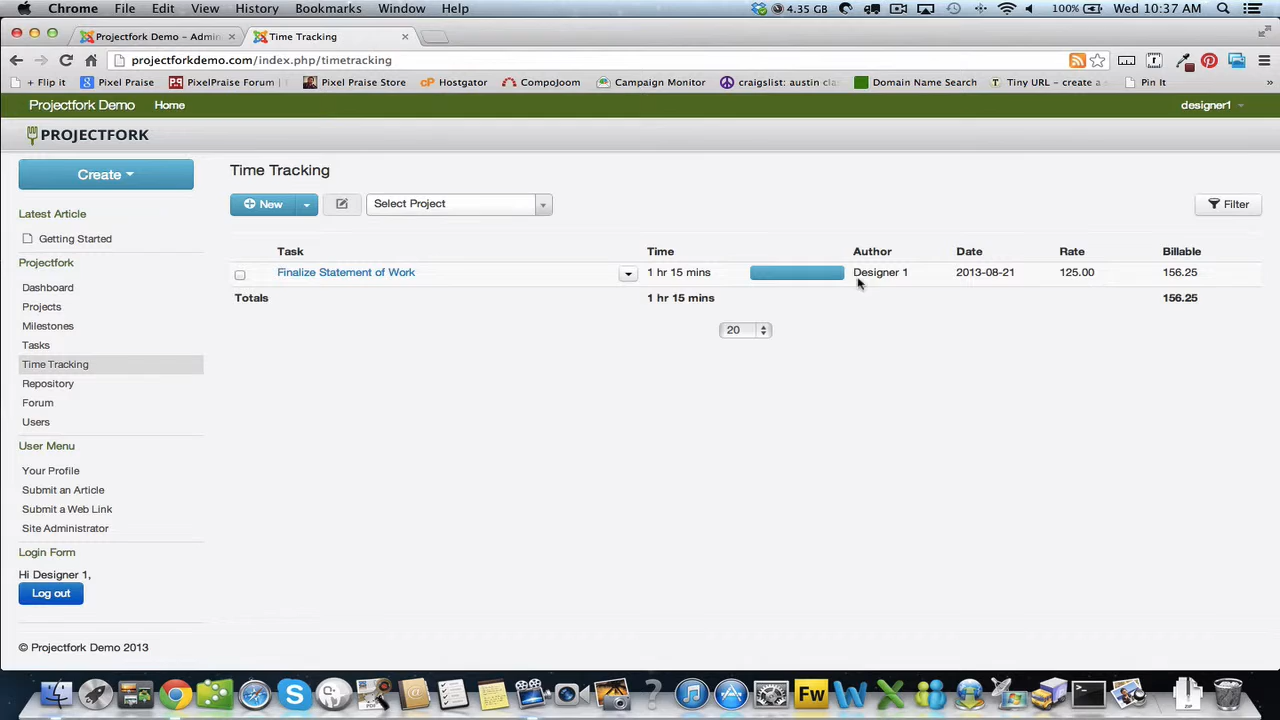 Chrome File Edit View History Bookmarks Window Help 4.35 GB 100% Wed 10:37 AM
Projectfork Demo – Admin × Time Tracking ×
projectforkdemo.com/index.php/timetracking
+ Flip it Pixel Praise PixelPraise Forum Pixel Praise Store Hostgator CompoJoom Campaign Monitor craigslist: austin cla Domain Name Search Tiny URL – create a Pin It »
Projectfork Demo Home designer1
PROJECTFORK
Create
Time Tracking
New Select Project Filter
Latest Article
Getting Started
Projectfork
Dashboard
Projects
Milestones
Tasks
Time Tracking
Repository
Forum
Users
User Menu
Your Profile
Submit an Article
Submit a Web Link
Site Administrator
Login Form
Hi Designer 1,
Log out
© Projectfork Demo 2013
Task Time Author Date Rate Billable
Finalize Statement of Work 1 hr 15 mins Designer 1 2013-08-21 125.00 156.25
Totals 1 hr 15 mins 156.25
20
Fw